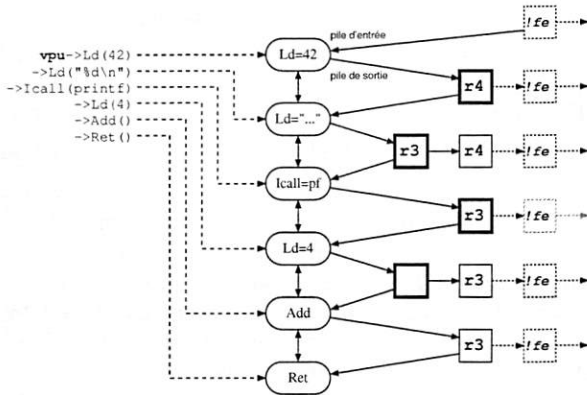 !fe
pile d'entrée
vpu->Ld(42)
Ld=42
->Ld("%d\n")
pile de sortie
r4
!fe
->Icall(printf)
->Ld(4)
Ld="..."
->Add()
->Ret()
r3
r4
!fe
Icall=pf
r3
!fe
Ld=4
r3
!fe
Add
r3
!fe
Ret